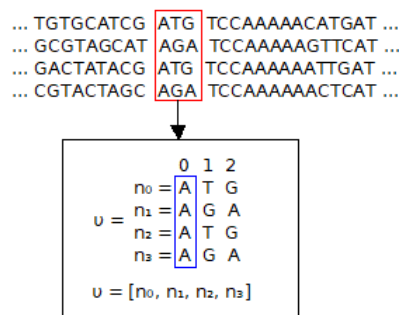 ... TGTGCATCG ATG TCCAAAAACATGAT ...
... GCGTAGCAT AGA TCCAAAAAGTTCAT ...
... GACTATACG ATG TCCAAAAAATTGAT ...
... CGTACTAGC AGA TCCAAAAAACTCAT ...
0 1 2
n₀ = A T G
n₁ = A G A
υ =
n₂ = A T G
n₃ = A G A
υ = [n₀, n₁, n₂, n₃]